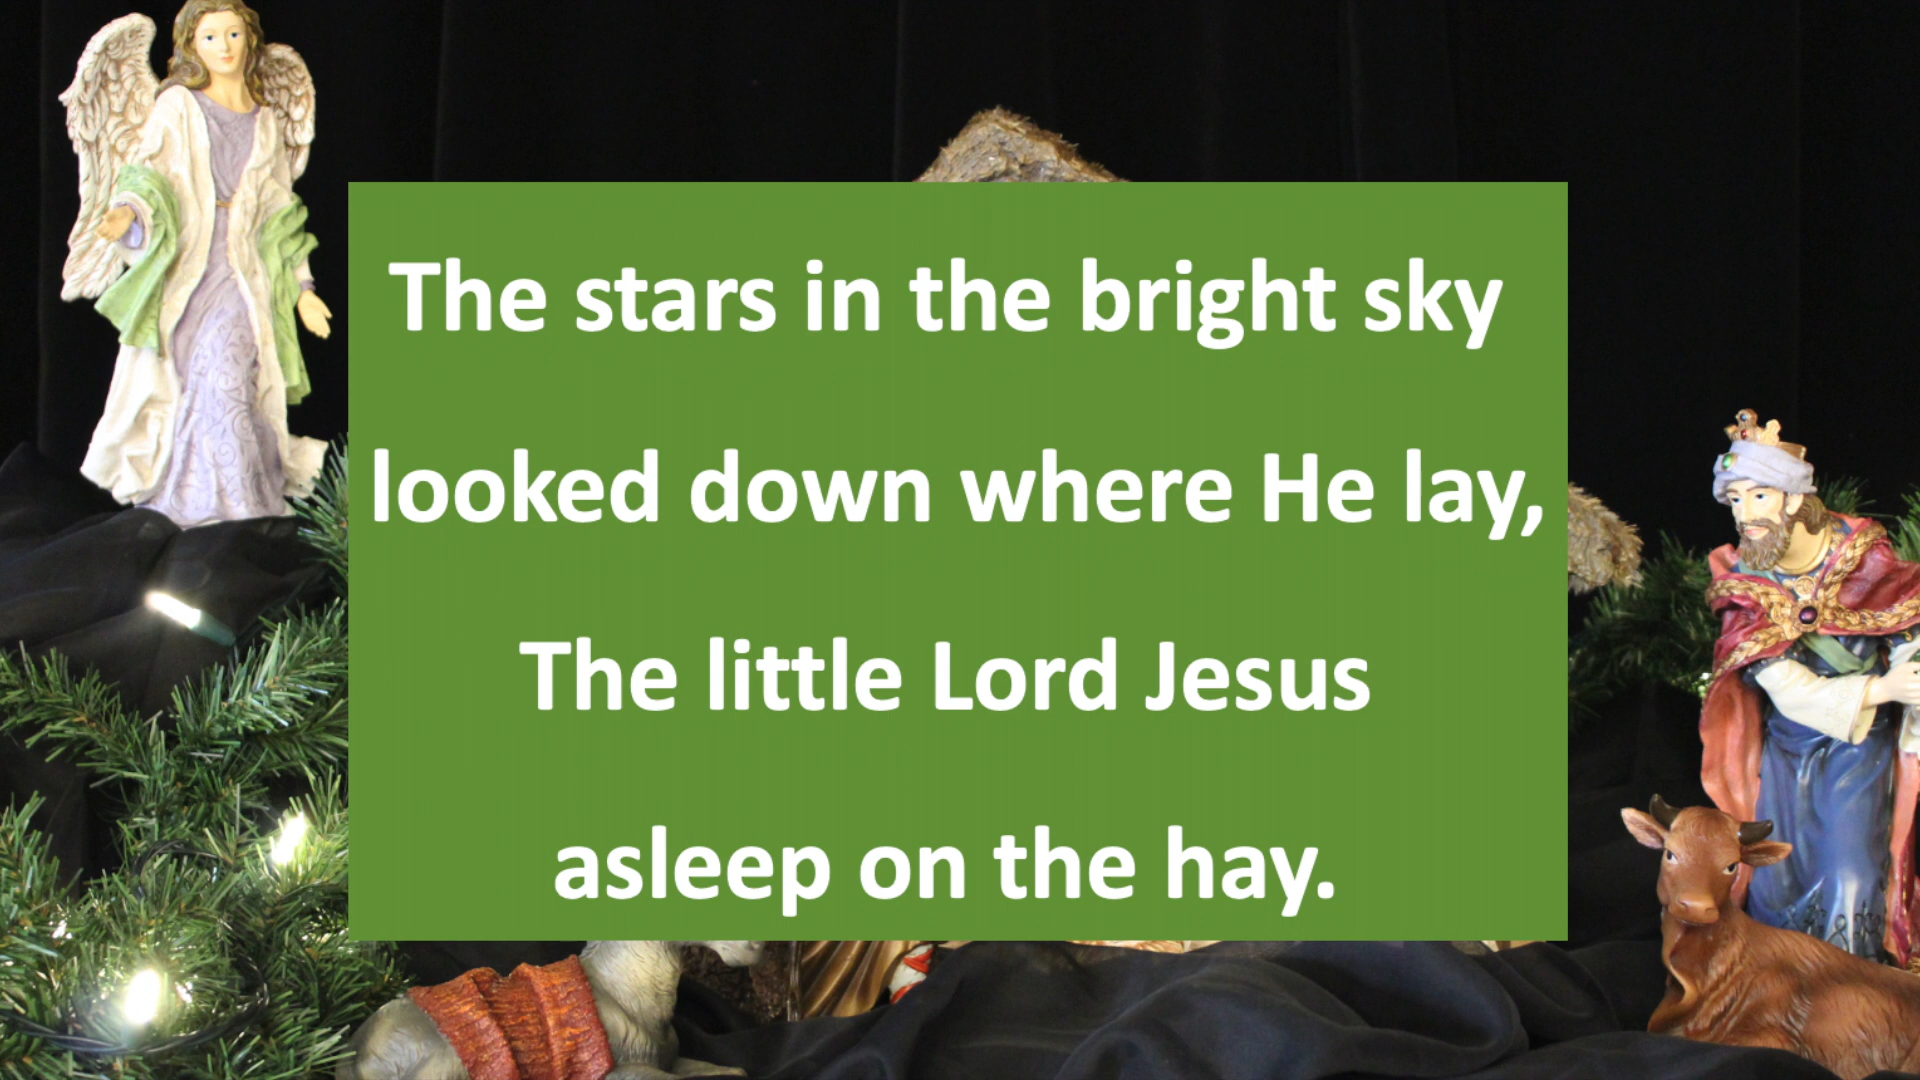 The stars in the bright sky
looked down where He lay,
The little Lord Jesus
asleep on the hay.